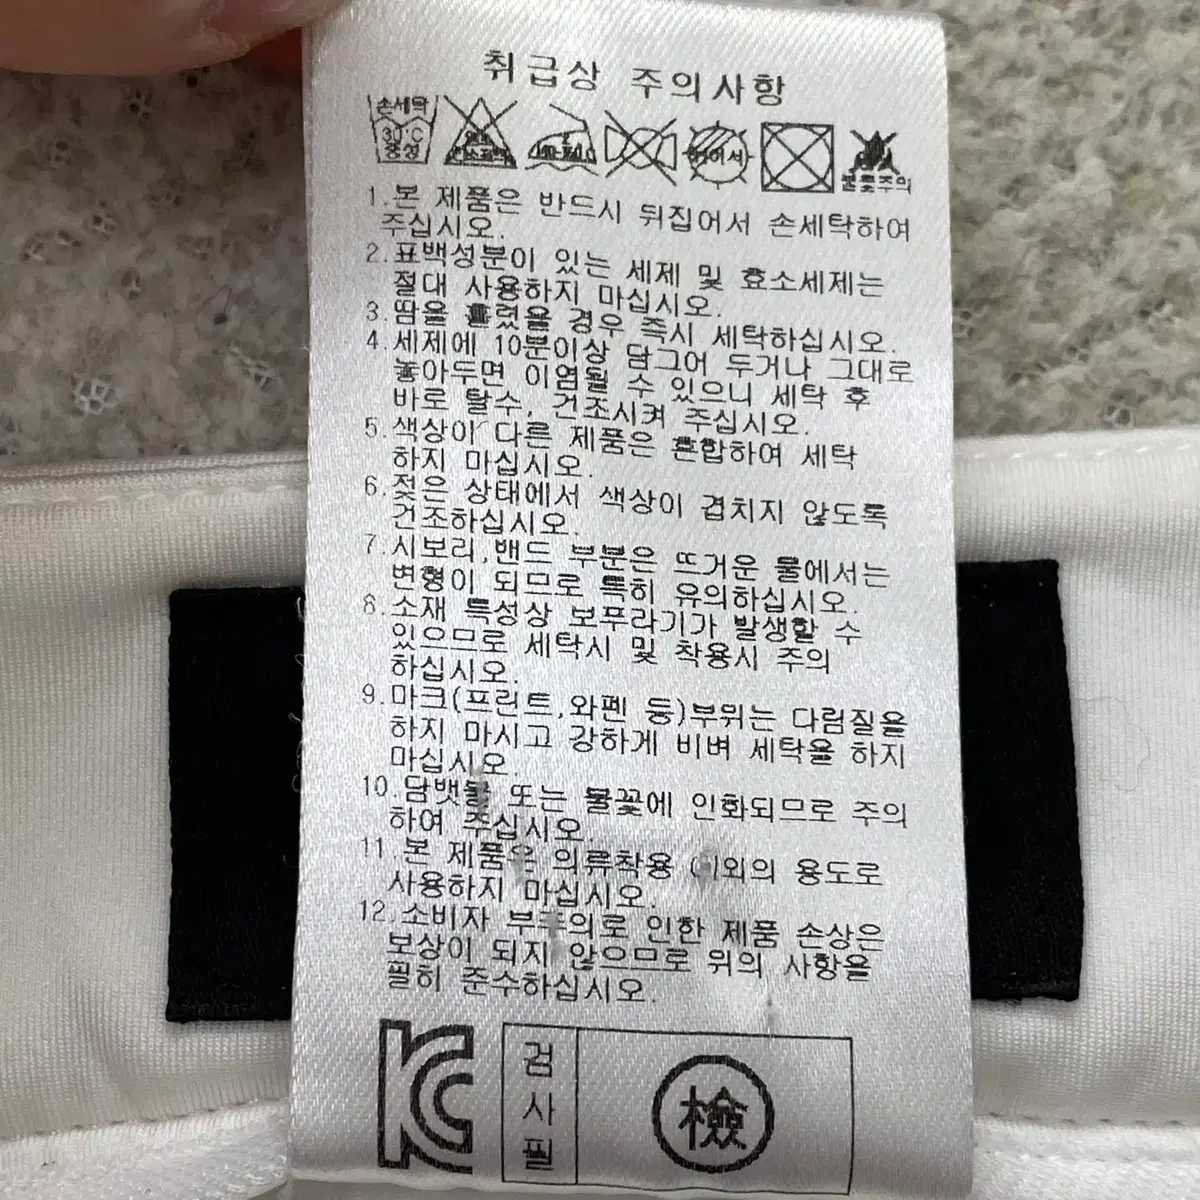 취급상 주의사항
손세탁
30℃
중성
불꽃주의
1.본 제품은 반드시 뒤집어서 손세탁하여
주십시오.
2.표백성분이 있는 세제 및 효소세제는
절대 사용하지 마십시오.
3.땀을 흘렸을 경우 즉시 세탁하십시오.
4.세제에 10분이상 담그어 두거나 그대로
놓아두면 이염될 수 있으니 세탁 후
바로 탈수, 건조시켜 주십시오.
5.색상이 다른 제품은 혼합하여 세탁
하지 마십시오.
6.젖은 상태에서 색상이 겹치지 않도록
건조하십시오.
7.시보리,밴드 부분은 뜨거운 물에서는
변형이 되므로 특히 유의하십시오.
8.소재 특성상 보푸라기가 발생할 수
있으므로 세탁시 및 착용시 주의
하십시오.
9.마크(프린트,와펜 등)부위는 다림질을
하지 마시고 강하게 비벼 세탁을 하지
마십시오.
10.담뱃불 또는 불꽃에 인화되므로 주의
하여 주십시오.
11.본 제품은 의류착용 이외의 용도로
사용하지 마십시오.
12.소비자 부주의로 인한 제품 손상은
보상이 되지 않으므로 위의 사항을
필히 준수하십시오.
KC
검사필
檢